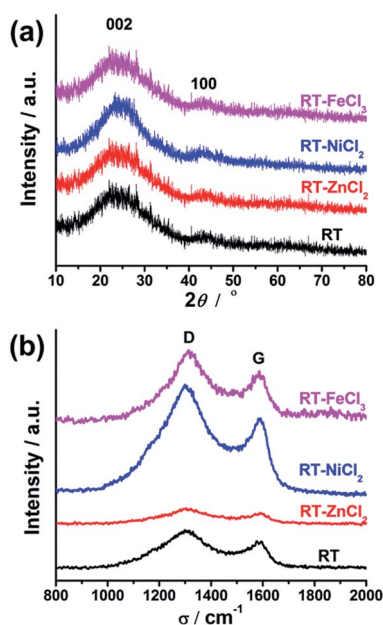 (a)
002
100
RT-FeCl₃
RT-NiCl₂
RT-ZnCl₂
RT
Intensity / a.u.
10 20 30 40 50 60 70 80
2θ / °
(b)
D
G
RT-FeCl₃
RT-NiCl₂
RT-ZnCl₂
RT
Intensity / a.u.
800 1000 1200 1400 1600 1800 2000
σ / cm⁻¹